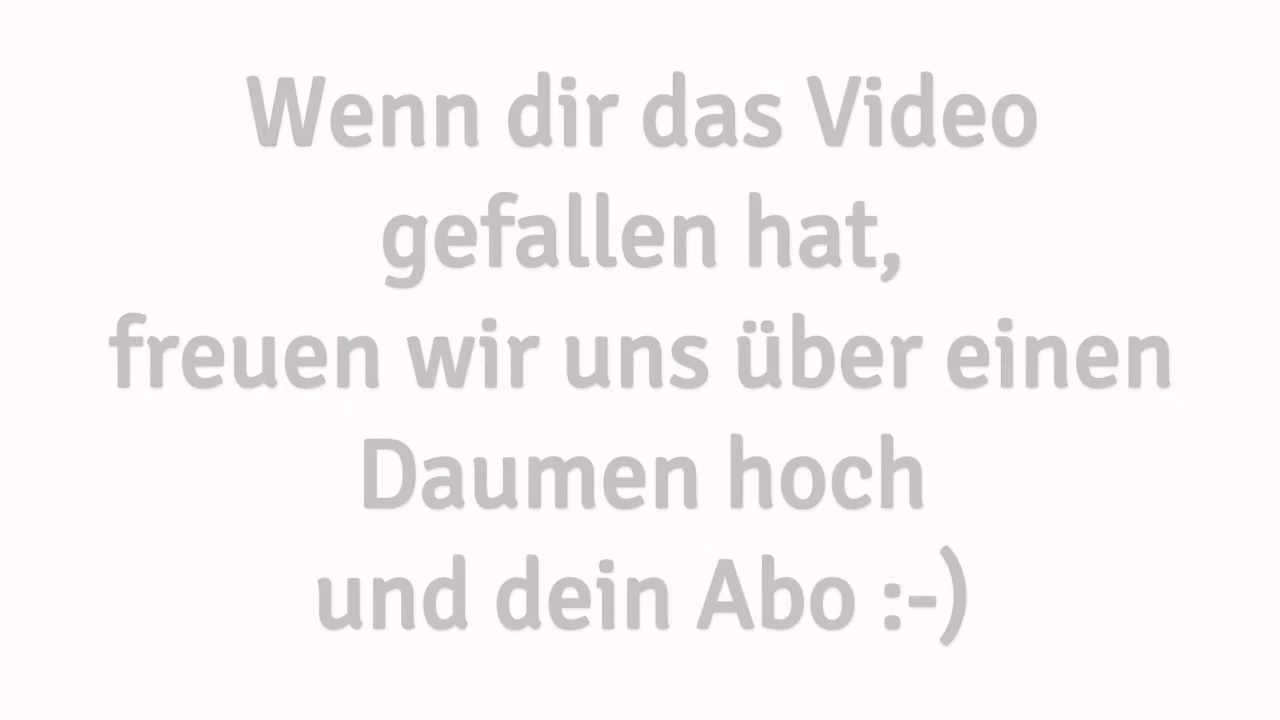 Wenn dir das Video
gefallen hat,
freuen wir uns über einen
Daumen hoch
und dein Abo :-)